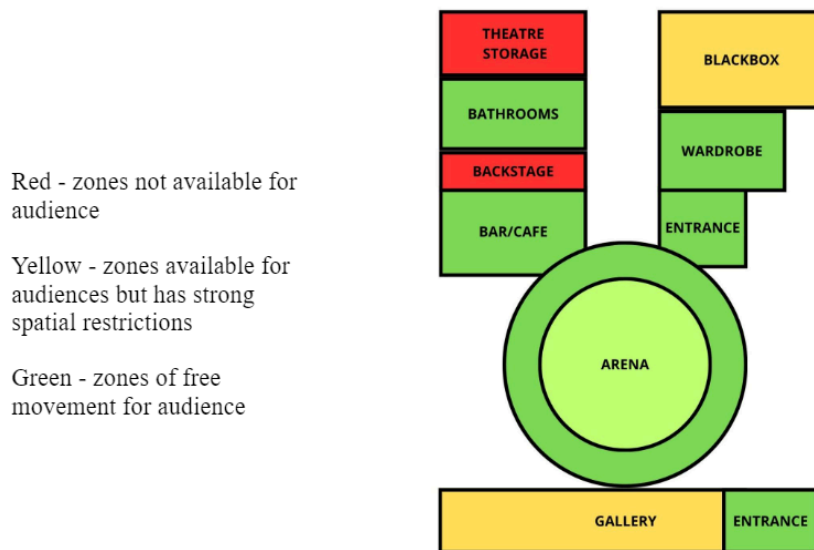 Red - zones not available for
audience
Yellow - zones available for
audiences but has strong
spatial restrictions
Green - zones of free
movement for audience
THEATRE
STORAGE
BATHROOMS
BACKSTAGE
BAR/CAFE
BLACKBOX
WARDROBE
ENTRANCE
ARENA
GALLERY
ENTRANCE